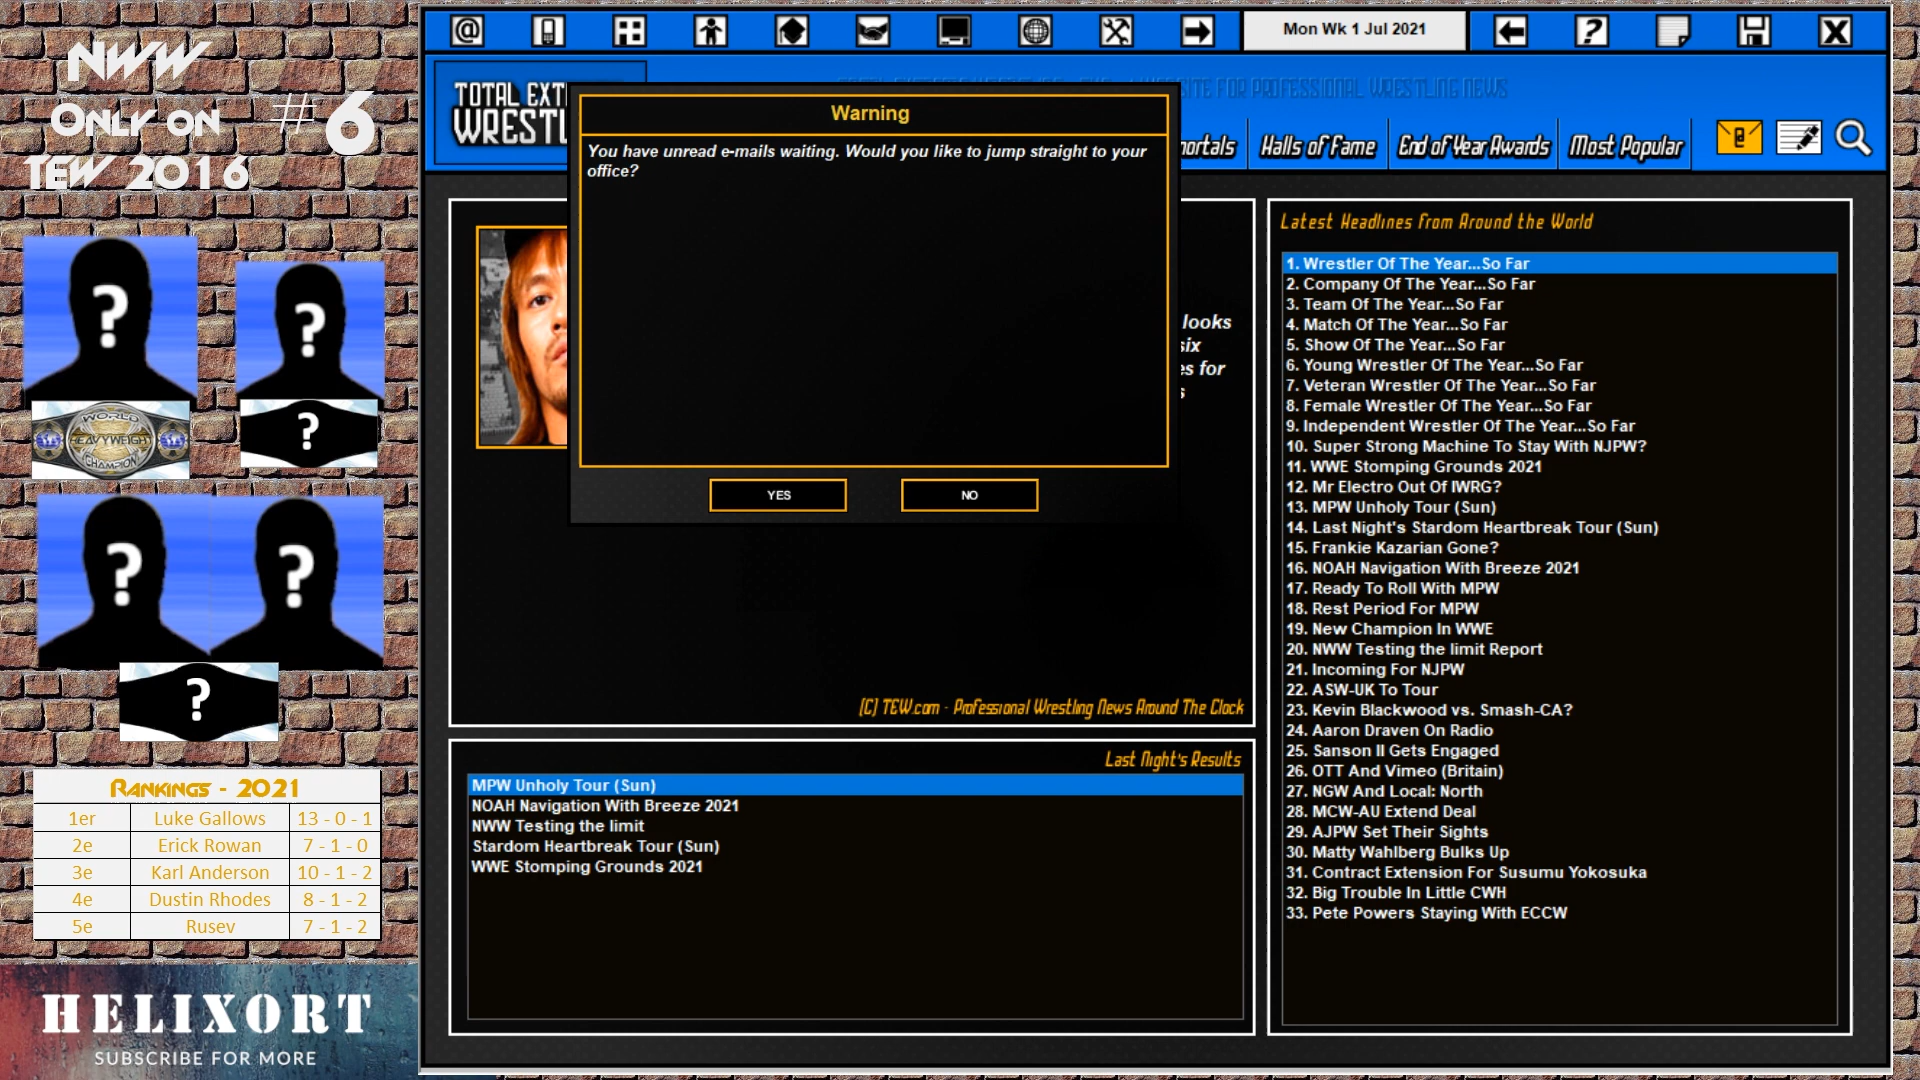 NWW
ONLY ON
TEW 2016
#6
WORLD
HEAVYWEIGHT
CHAMPION
?
?
?
?
?
?
RANKINGS - 2021
1er Luke Gallows 13 - 0 - 1
2e Erick Rowan 7 - 1 - 0
3e Karl Anderson 10 - 1 - 2
4e Dustin Rhodes 8 - 1 - 2
5e Rusev 7 - 1 - 2
HELIXORT
SUBSCRIBE FOR MORE
Mon Wk 1 Jul 2021
TOTAL EXT
WRESTL
SITE FOR PROFESSIONAL WRESTLING NEWS
mortals
Halls of Fame
End of Year Awards
Most Popular
Warning
You have unread e-mails waiting. Would you like to jump straight to your
office?
YES
NO
looks
six
es for
s
(C) TEW.com - Professional Wrestling News Around The Clock
Last Night's Results
MPW Unholy Tour (Sun)
NOAH Navigation With Breeze 2021
NWW Testing the limit
Stardom Heartbreak Tour (Sun)
WWE Stomping Grounds 2021
Latest Headlines From Around the World
1. Wrestler Of The Year...So Far
2. Company Of The Year...So Far
3. Team Of The Year...So Far
4. Match Of The Year...So Far
5. Show Of The Year...So Far
6. Young Wrestler Of The Year...So Far
7. Veteran Wrestler Of The Year...So Far
8. Female Wrestler Of The Year...So Far
9. Independent Wrestler Of The Year...So Far
10. Super Strong Machine To Stay With NJPW?
11. WWE Stomping Grounds 2021
12. Mr Electro Out Of IWRG?
13. MPW Unholy Tour (Sun)
14. Last Night's Stardom Heartbreak Tour (Sun)
15. Frankie Kazarian Gone?
16. NOAH Navigation With Breeze 2021
17. Ready To Roll With MPW
18. Rest Period For MPW
19. New Champion In WWE
20. NWW Testing the limit Report
21. Incoming For NJPW
22. ASW-UK To Tour
23. Kevin Blackwood vs. Smash-CA?
24. Aaron Draven On Radio
25. Sanson II Gets Engaged
26. OTT And Vimeo (Britain)
27. NGW And Local: North
28. MCW-AU Extend Deal
29. AJPW Set Their Sights
30. Matty Wahlberg Bulks Up
31. Contract Extension For Susumu Yokosuka
32. Big Trouble In Little CWH
33. Pete Powers Staying With ECCW